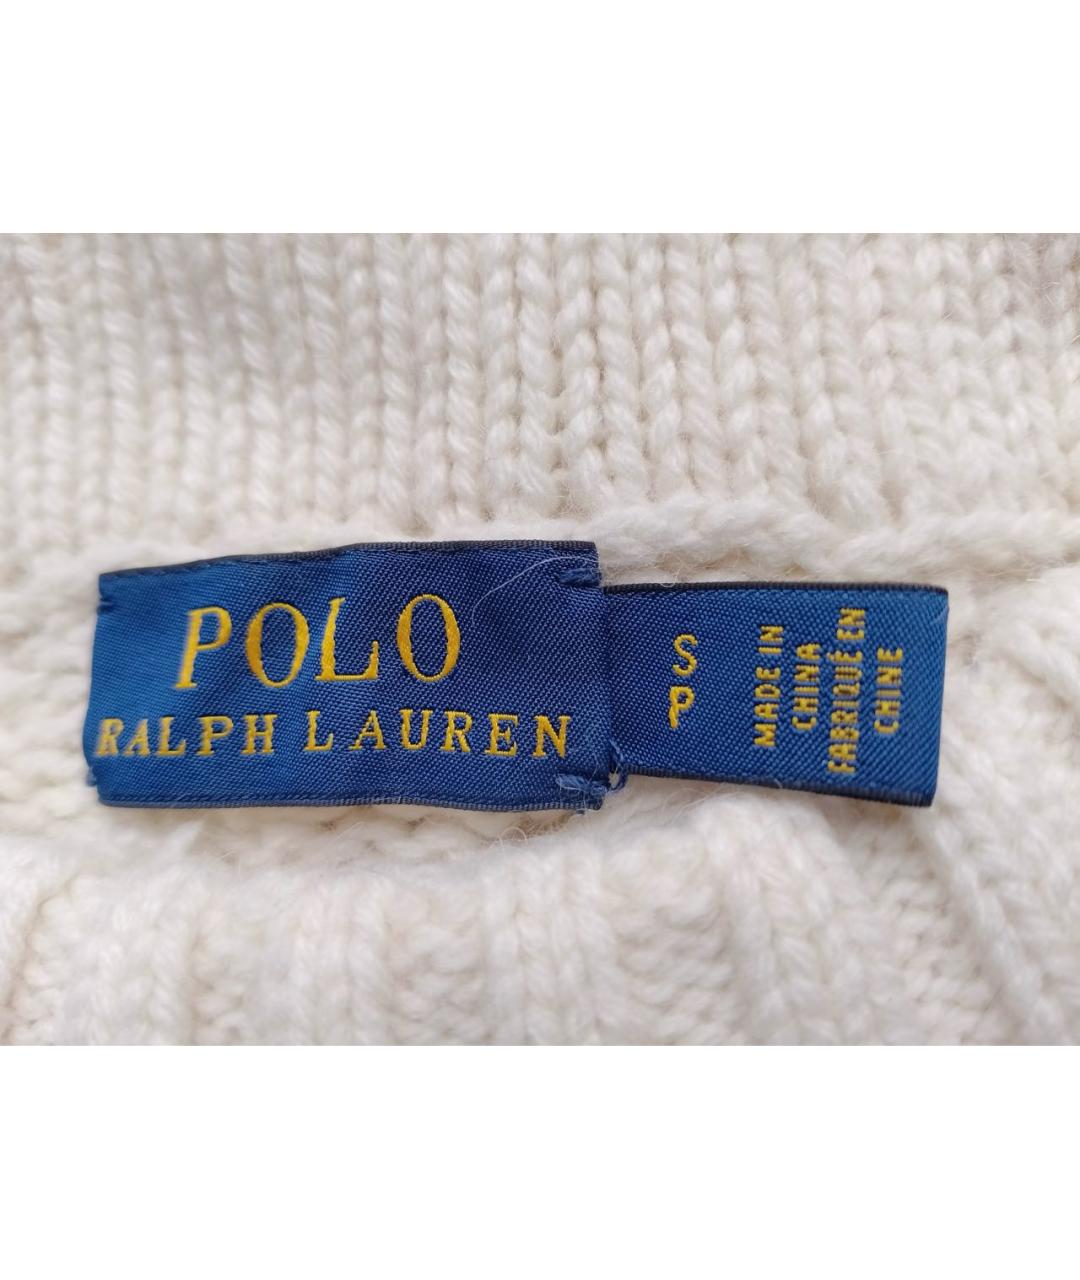 POLO
RALPH LAUREN
S
P
MADE IN
CHINA
FABRIQUÉ EN
CHINE